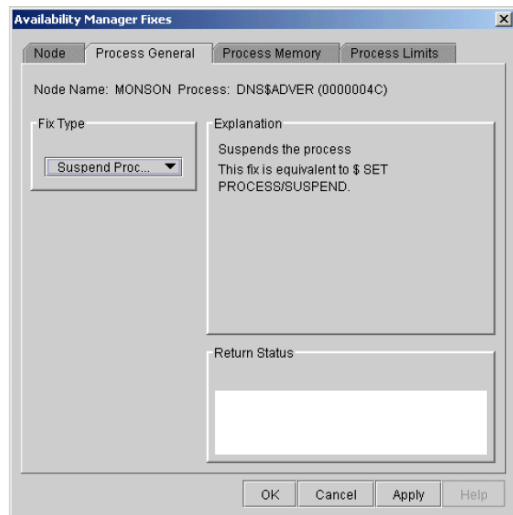 Availability Manager Fixes
Node Process General Process Memory Process Limits
Node Name: MONSON Process: DNS$ADVER (0000004C)
Fix Type
Suspend Proc...
Explanation
Suspends the process
This fix is equivalent to $ SET
PROCESS/SUSPEND.
Return Status
OK Cancel Apply Help